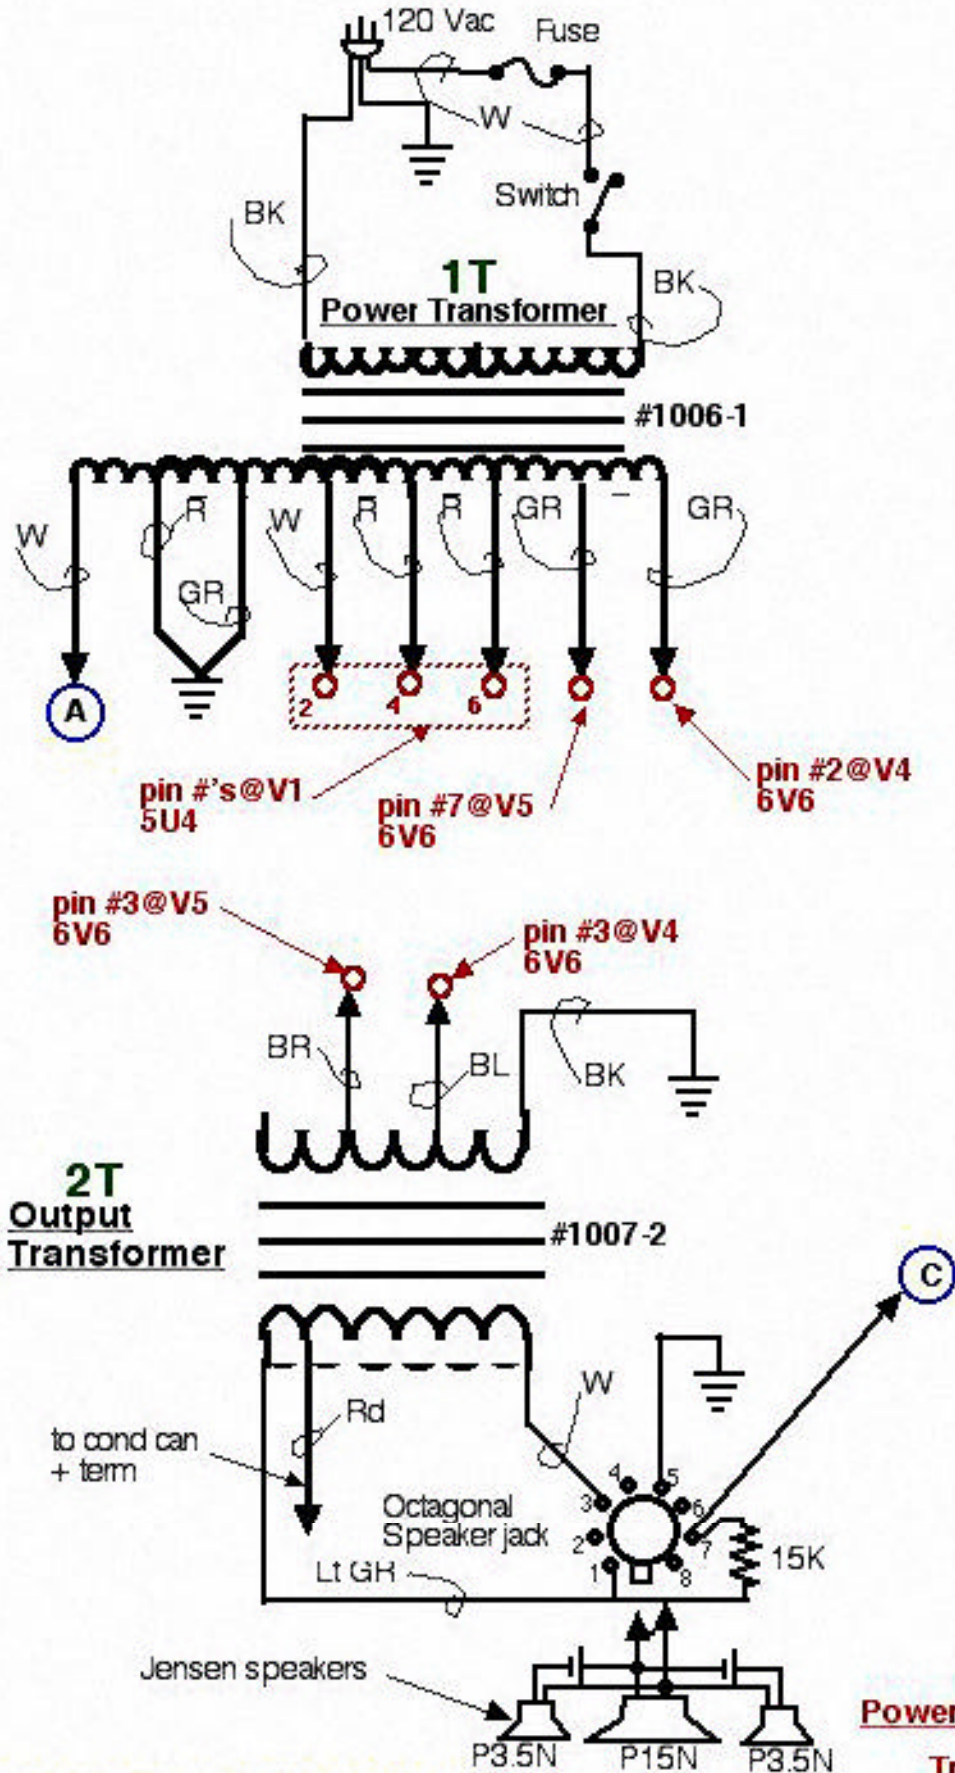 120 Vac
Fuse
W
Switch
BK
1T
BK
Power Transformer
#1006-1
W
R
GR
W
R
R
GR
GR
A
2
4
6
pin #'s@V1
5U4
pin #7@V5
6V6
pin #2@V4
6V6
pin #3@V5
6V6
pin #3@V4
6V6
BR
BL
BK
2T
Output
Transformer
#1007-2
C
W
Rd
to cond can
+ term
Octagonal
Speaker jack
4
5
3
6
2
7
1
8
15K
Lt GR
Jensen speakers
P3.5N
P15N
P3.5N
Power
Tr